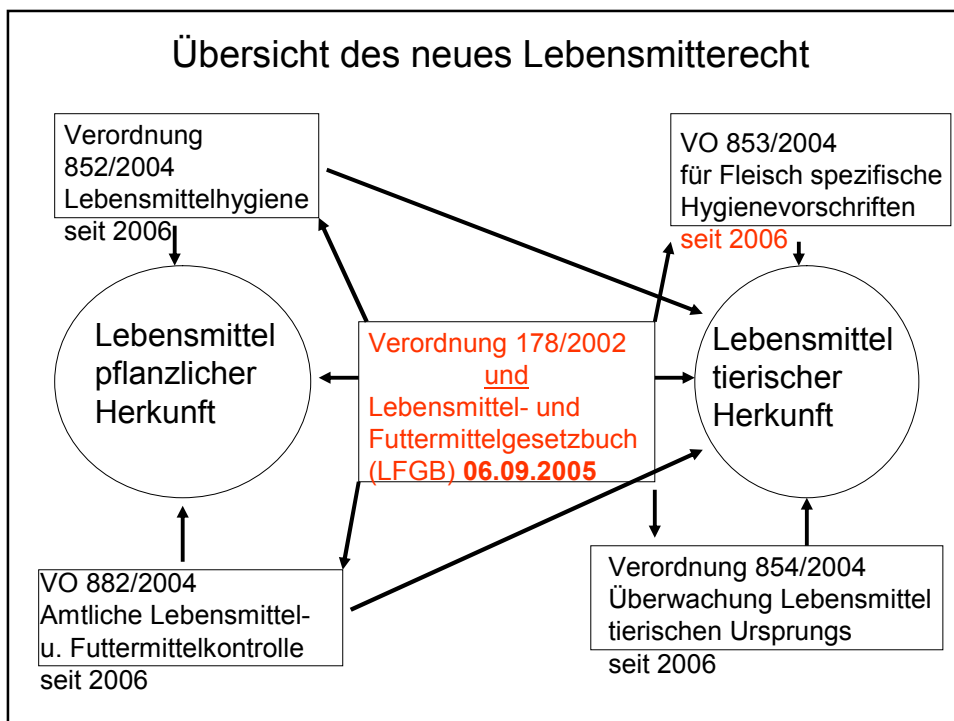 Übersicht des neues Lebensmitterecht
Verordnung
852/2004
Lebensmittelhygiene
seit 2006
VO 853/2004
für Fleisch spezifische
Hygienevorschriften
seit 2006
Lebensmittel
pflanzlicher
Herkunft
Verordnung 178/2002
und
Lebensmittel- und
Futtermittelgesetzbuch
(LFGB) 06.09.2005
Lebensmittel
tierischer
Herkunft
VO 882/2004
Amtliche Lebensmittel-
u. Futtermittelkontrolle
seit 2006
Verordnung 854/2004
Überwachung Lebensmittel
tierischen Ursprungs
seit 2006